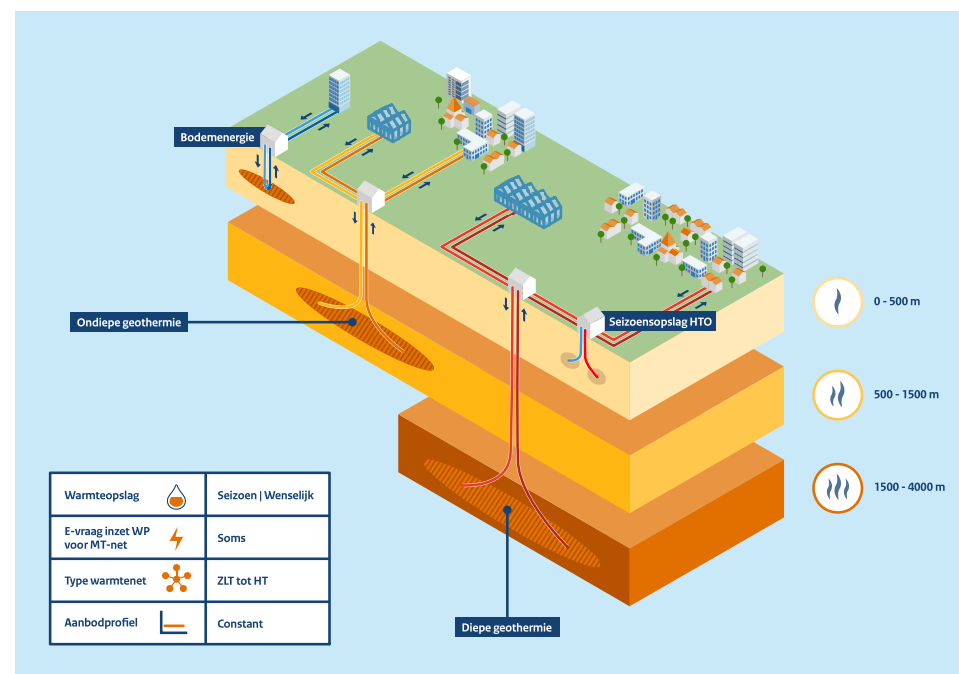 Bodemenergie
Ondiepe geothermie
Seizoensopslag HTO
0 - 500 m
500 - 1500 m
1500 - 4000 m
Warmteopslag
Seizoen | Wenselijk
E-vraag inzet WP
voor MT-net
Soms
Type warmtenet
ZLT tot HT
Aanbodprofiel
Constant
Diepe geothermie